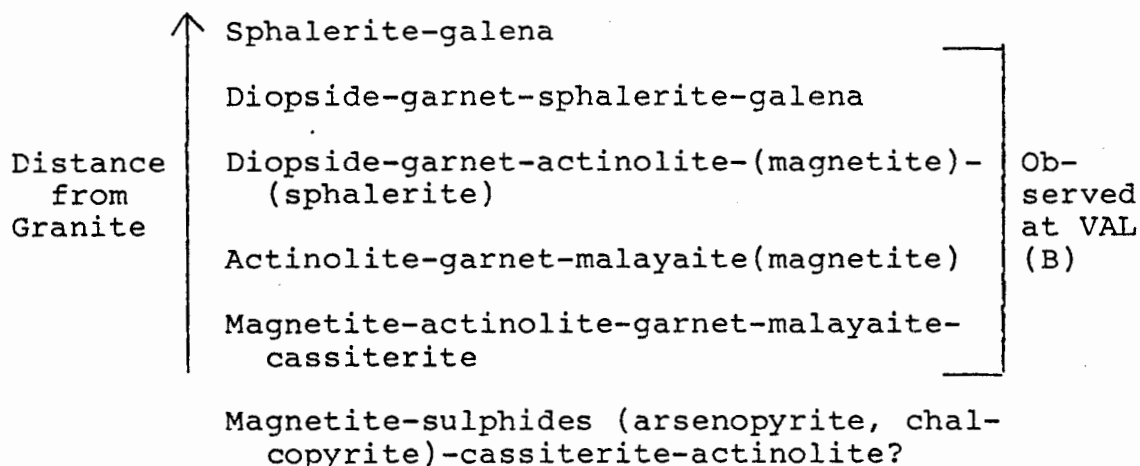 Sphalerite-galena
Diopside-garnet-sphalerite-galena
Distance
from
Granite
Diopside-garnet-actinolite-(magnetite)-
(sphalerite)
Actinolite-garnet-malayaite(magnetite)
Magnetite-actinolite-garnet-malayaite-
cassiterite
Magnetite-sulphides (arsenopyrite, chal-
copyrite)-cassiterite-actinolite?
Ob-
served
at VAL
(B)